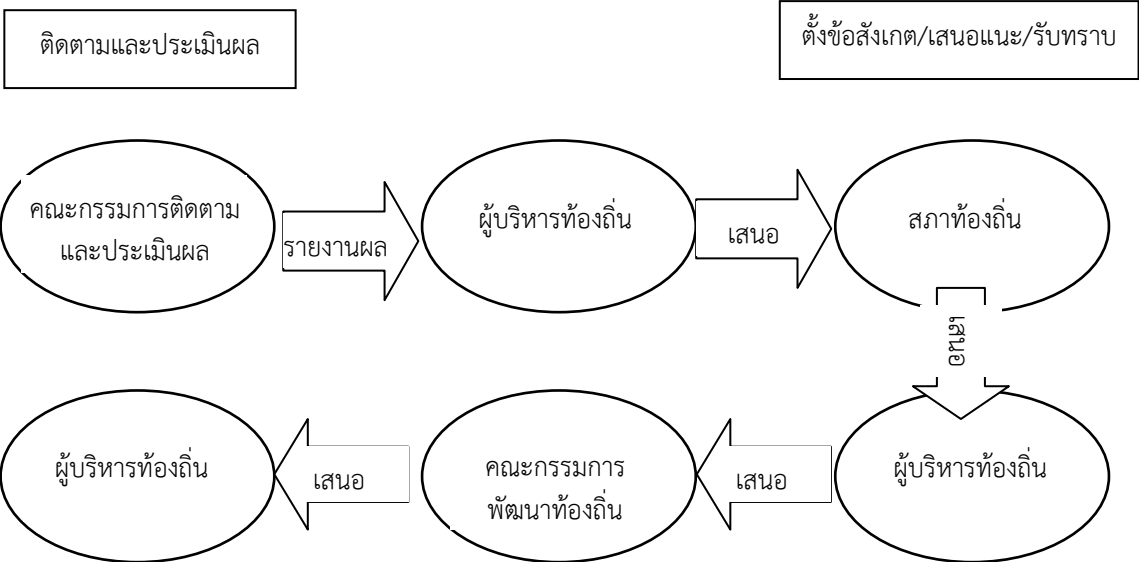 ติดตามและประเมินผล
ตั้งข้อสังเกต/เสนอแนะ/รับทราบ
คณะกรรมการติดตาม
และประเมินผล
รายงานผล
ผู้บริหารท้องถิ่น
เสนอ
สภาท้องถิ่น
เสนอ
ผู้บริหารท้องถิ่น
เสนอ
คณะกรรมการ
พัฒนาท้องถิ่น
เสนอ
ผู้บริหารท้องถิ่น